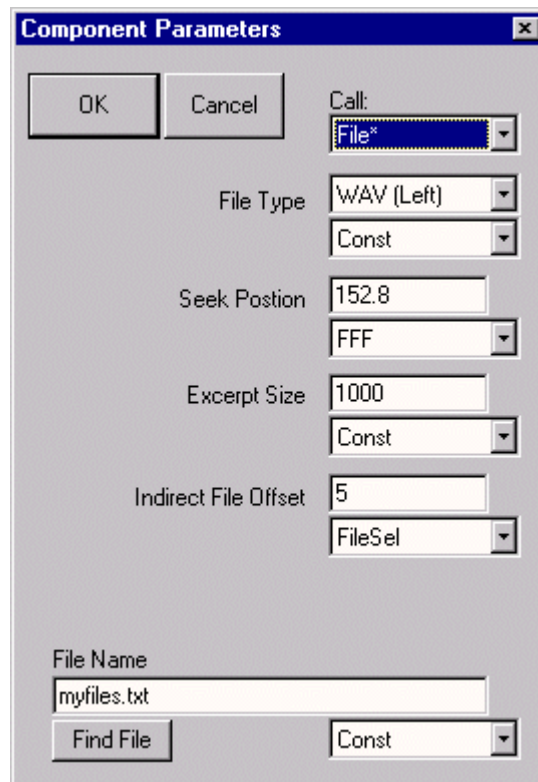 Component Parameters
OK
Cancel
Call:
File*
File Type
WAV (Left)
Const
Seek Postion
152.8
FFF
Excerpt Size
1000
Const
Indirect File Offset
5
FileSel
File Name
myfiles.txt
Find File
Const